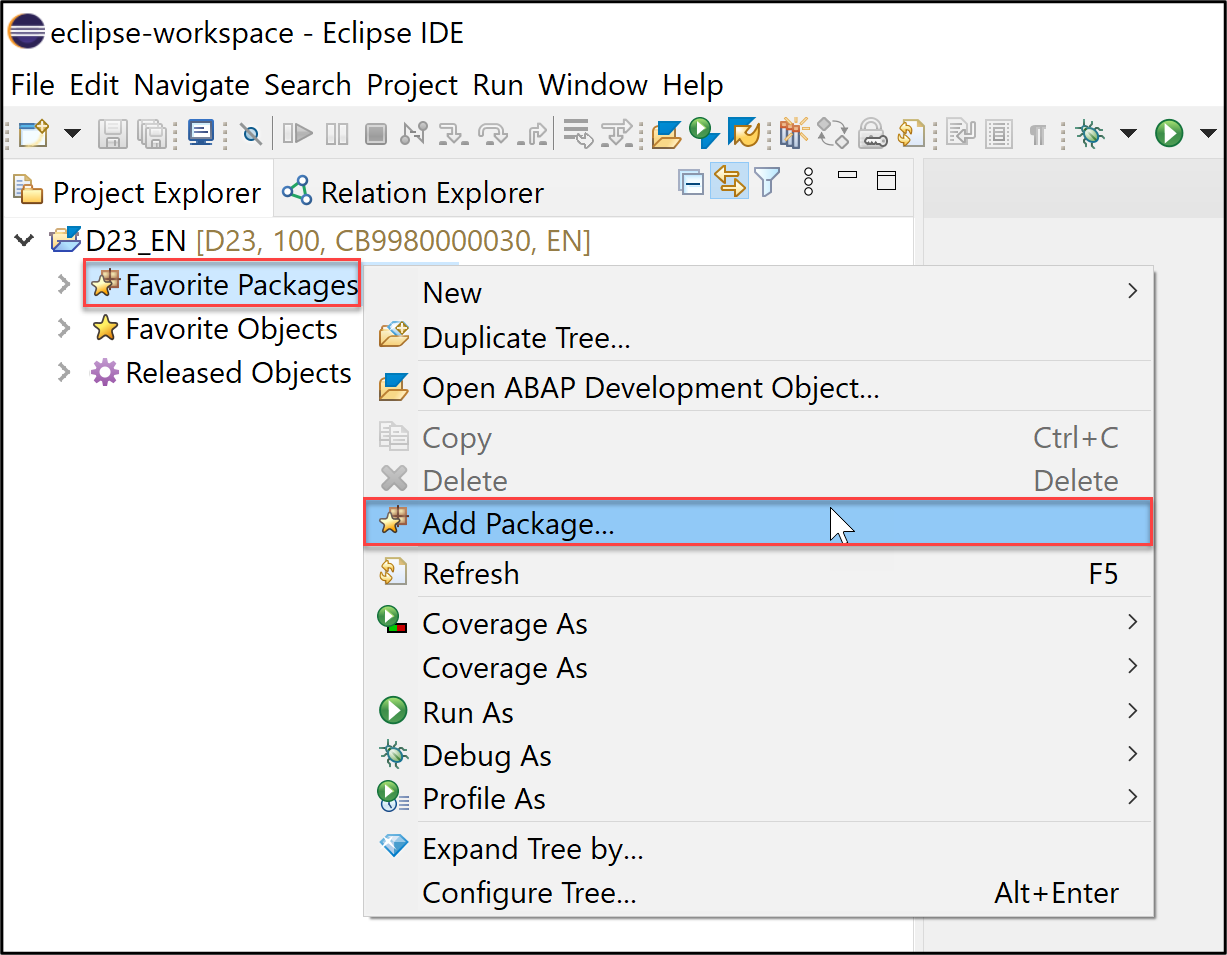 eclipse-workspace - Eclipse IDE
File Edit Navigate Search Project Run Window Help
Project Explorer Relation Explorer
D23_EN [D23, 100, CB9980000030, EN]
Favorite Packages
Favorite Objects
Released Objects
New
Duplicate Tree...
Open ABAP Development Object...
Copy Ctrl+C
Delete Delete
Add Package...
Refresh F5
Coverage As
Coverage As
Run As
Debug As
Profile As
Expand Tree by...
Configure Tree... Alt+Enter